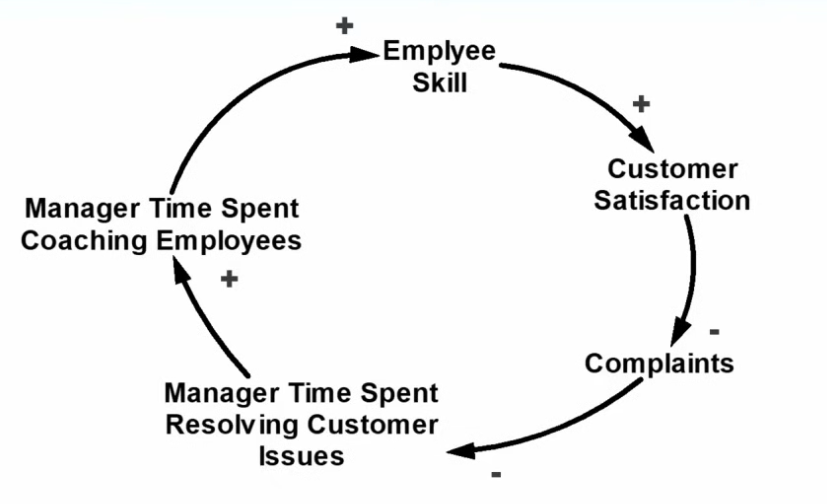 +
Emplyee
Skill
+
Customer
Satisfaction
-
Complaints
-
Manager Time Spent
Resolving Customer
Issues
+
Manager Time Spent
Coaching Employees